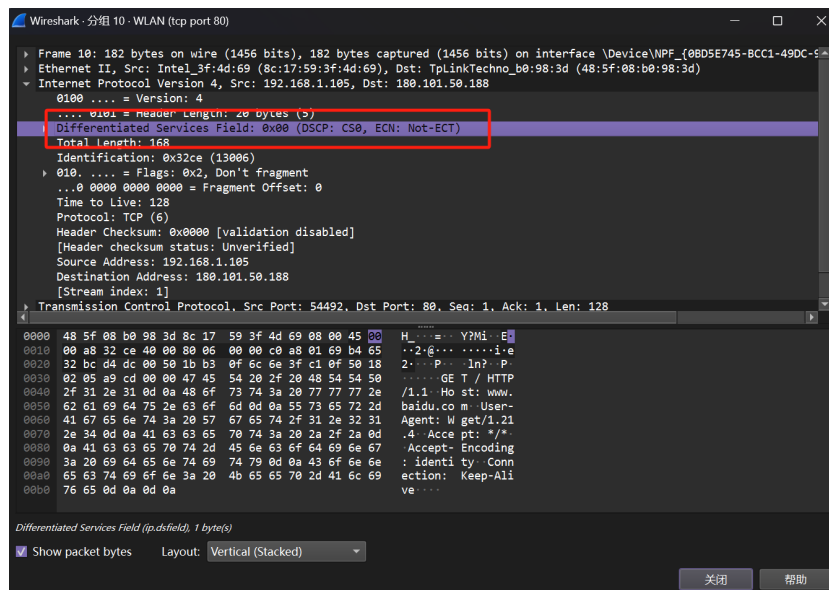 Wireshark · 分组 10 · WLAN (tcp port 80)
Frame 10: 182 bytes on wire (1456 bits), 182 bytes captured (1456 bits) on interface \Device\NPF_{0BD5E745-BCC1-49DC-9
Ethernet II, Src: Intel_3f:4d:69 (8c:17:59:3f:4d:69), Dst: TpLinkTechno_b0:98:3d (48:5f:08:b0:98:3d)
Internet Protocol Version 4, Src: 192.168.1.105, Dst: 180.101.50.188
0100 .... = Version: 4
.... 0101 = Header Length: 20 bytes (5)
Differentiated Services Field: 0x00 (DSCP: CS0, ECN: Not-ECT)
Total Length: 168
Identification: 0x32ce (13006)
010. .... = Flags: 0x2, Don't fragment
...0 0000 0000 0000 = Fragment Offset: 0
Time to Live: 128
Protocol: TCP (6)
Header Checksum: 0x0000 [validation disabled]
[Header checksum status: Unverified]
Source Address: 192.168.1.105
Destination Address: 180.101.50.188
[Stream index: 1]
Transmission Control Protocol, Src Port: 54492, Dst Port: 80, Seq: 1, Ack: 1, Len: 128
0000 48 5f 08 b0 98 3d 8c 17 59 3f 4d 69 08 00 45 00 H_···=·· Y?Mi··E·
0010 00 a8 32 ce 40 00 80 06 00 00 c0 a8 01 69 b4 65 ··2·@··· ·····i·e
0020 32 bc d4 dc 00 50 1b b3 0f 6c 6e 3f c1 0f 50 18 2····P·· ·ln?··P·
0030 02 05 a9 cd 00 00 47 45 54 20 2f 20 48 54 54 50 ······GE T / HTTP
0040 2f 31 2e 31 0d 0a 48 6f 73 74 3a 20 77 77 77 2e /1.1··Ho st: www.
0050 62 61 69 64 75 2e 63 6f 6d 0d 0a 55 73 65 72 2d baidu.co m··User-
0060 41 67 65 6e 74 3a 20 57 67 65 74 2f 31 2e 32 31 Agent: W get/1.21
0070 2e 34 0d 0a 41 63 63 65 70 74 3a 20 2a 2f 2a 0d .4··Acce pt: */*·
0080 0a 41 63 63 65 70 74 2d 45 6e 63 6f 64 69 6e 67 ·Accept- Encoding
0090 3a 20 69 64 65 6e 74 69 74 79 0d 0a 43 6f 6e 6e : identi ty··Conn
00a0 65 63 74 69 6f 6e 3a 20 4b 65 65 70 2d 41 6c 69 ection: Keep-Ali
00b0 76 65 0d 0a 0d 0a ve····
Differentiated Services Field (ip.dsfield), 1 byte(s)
Show packet bytes Layout: Vertical (Stacked)
关闭 帮助